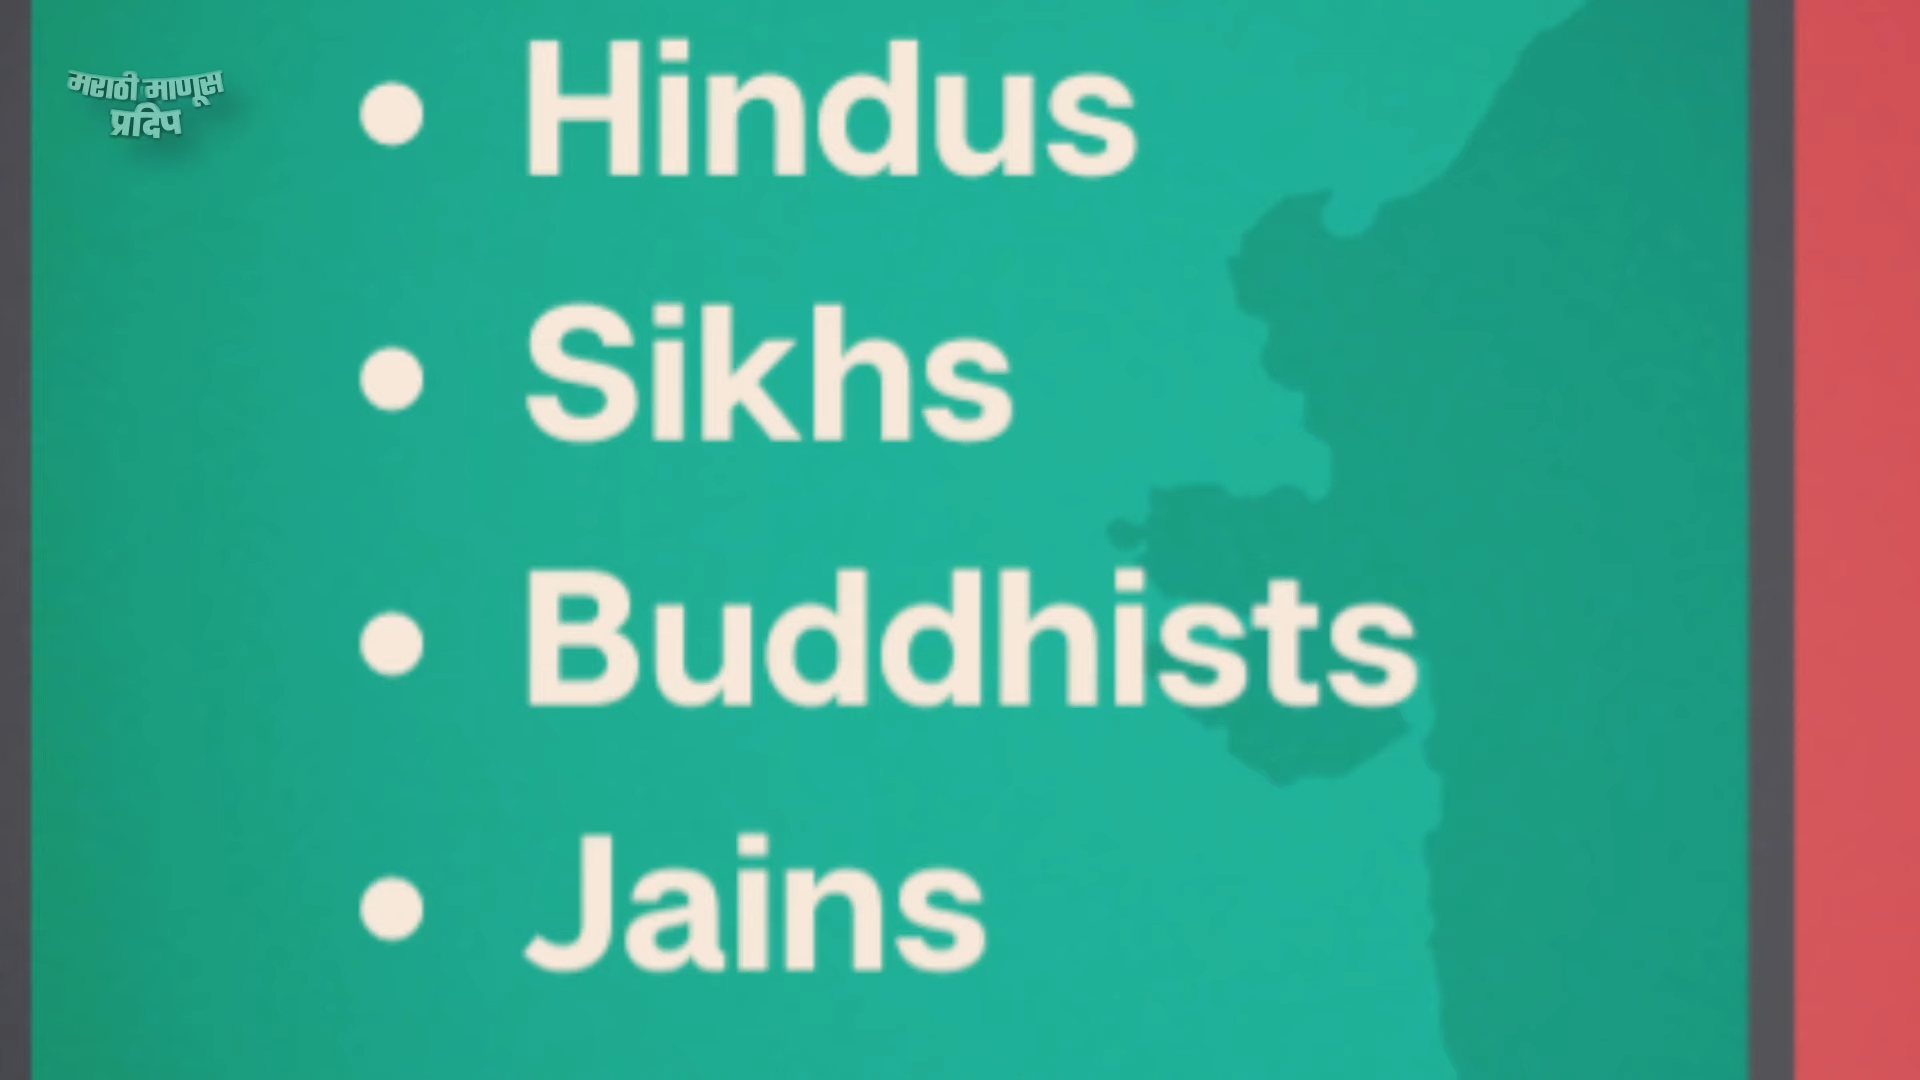 मराठी माणूस
प्रदिप
• Hindus
• Sikhs
• Buddhists
• Jains